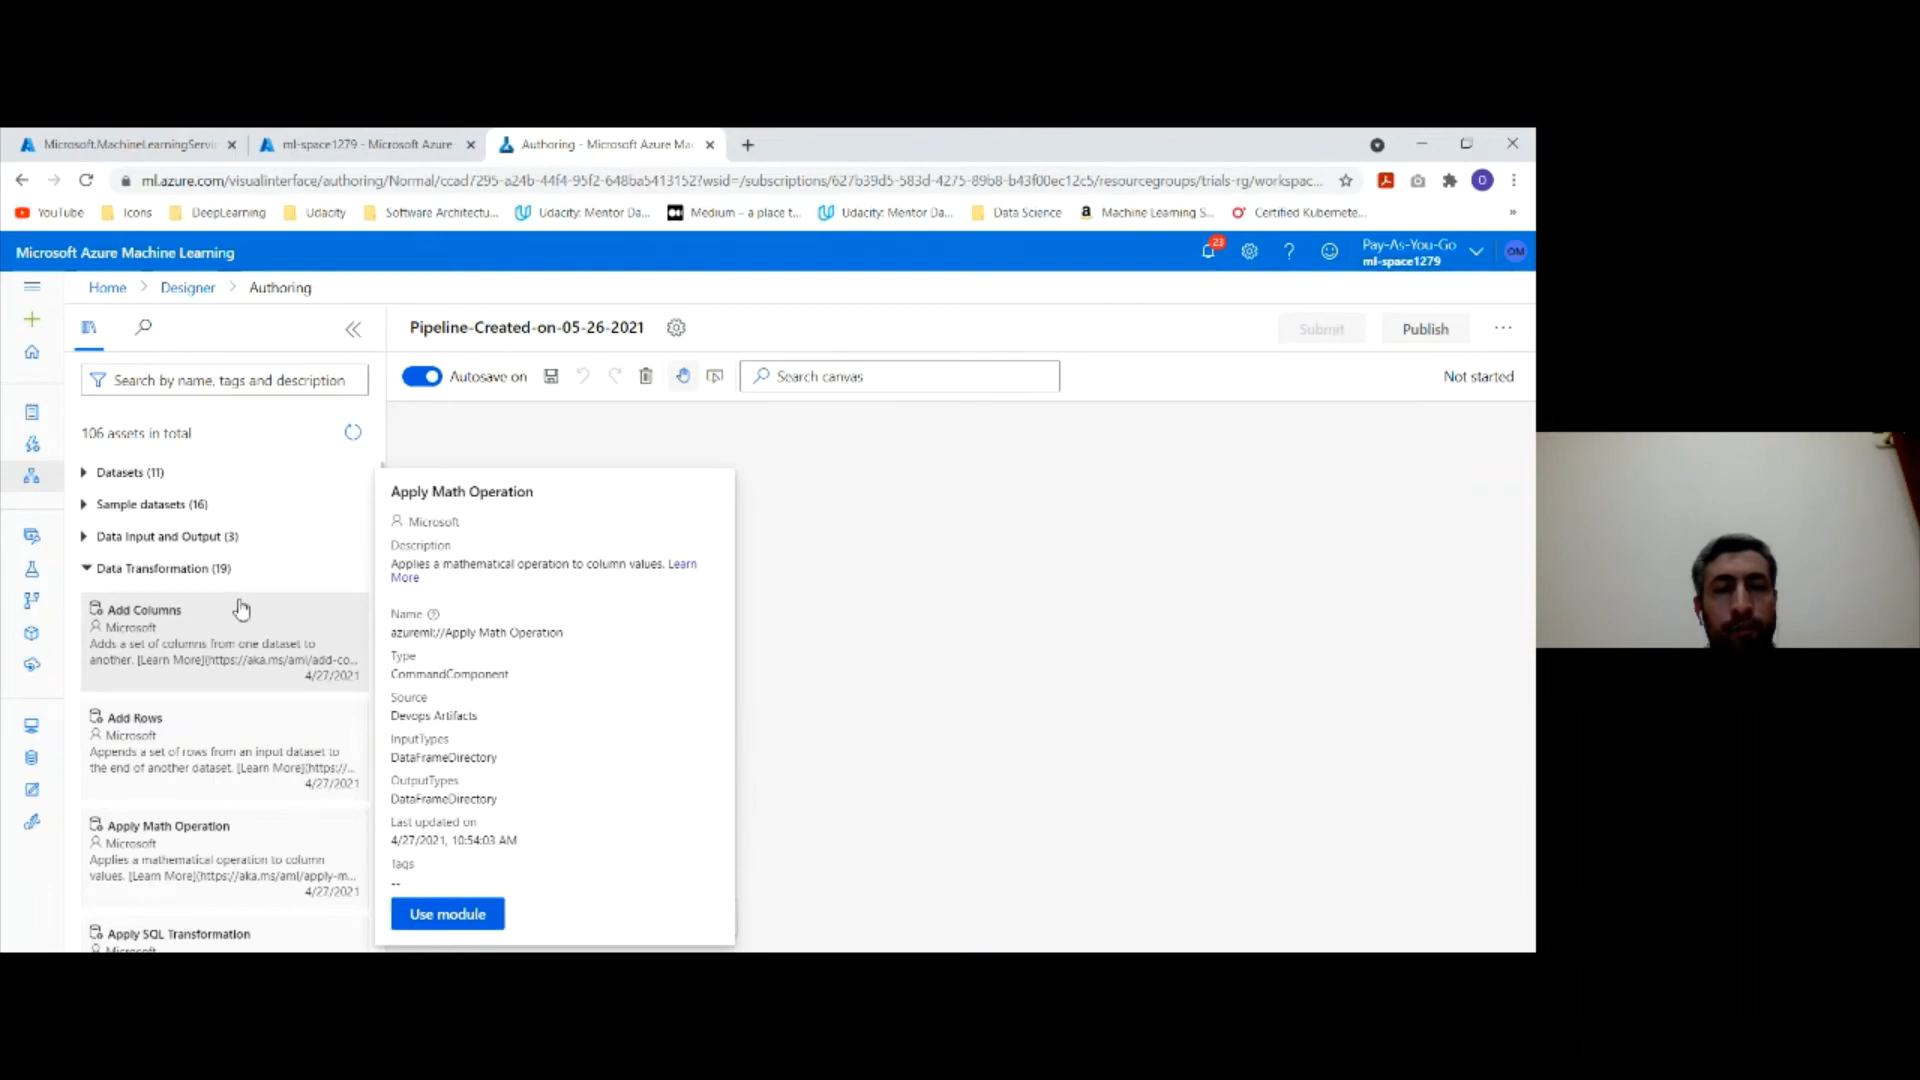 Microsoft.MachineLearningServi
ml-space1279 - Microsoft Azure
Authoring - Microsoft Azure Mac
ml.azure.com/visualinterface/authoring/Normal/ccad7295-a24b-44f4-95f2-648ba5413152?wsid=/subscriptions/627b39d5-583d-4275-89b8-b43f00ec12c5/resourcegroups/trials-rg/workspac...
O
YouTube
Icons
DeepLearning
Udacity
Software Architectu...
Udacity: Mentor Da...
Medium – a place t...
Udacity: Mentor Da...
Data Science
Machine Learning S...
Certified Kubernete...
Microsoft Azure Machine Learning
23
Pay-As-You-Go
ml-space1279
OM
Home > Designer > Authoring
Pipeline-Created-on-05-26-2021
Submit
Publish
Search by name, tags and description
Autosave on
Search canvas
Not started
106 assets in total
Datasets (11)
Sample datasets (16)
Data Input and Output (3)
Data Transformation (19)
Add Columns
Microsoft
Adds a set of columns from one dataset to
another. [Learn More](https://aka.ms/aml/add-co...
4/27/2021
Add Rows
Microsoft
Appends a set of rows from an input dataset to
the end of another dataset. [Learn More](https://...
4/27/2021
Apply Math Operation
Microsoft
Applies a mathematical operation to column
values. [Learn More](https://aka.ms/aml/apply-m...
4/27/2021
Apply SQL Transformation
Microsoft
Apply Math Operation
Microsoft
Description
Applies a mathematical operation to column values. Learn
More
Name
azureml://Apply Math Operation
Type
CommandComponent
Source
Devops Artifacts
InputTypes
DataFrameDirectory
OutputTypes
DataFrameDirectory
Last updated on
4/27/2021, 10:54:03 AM
Tags
--
Use module